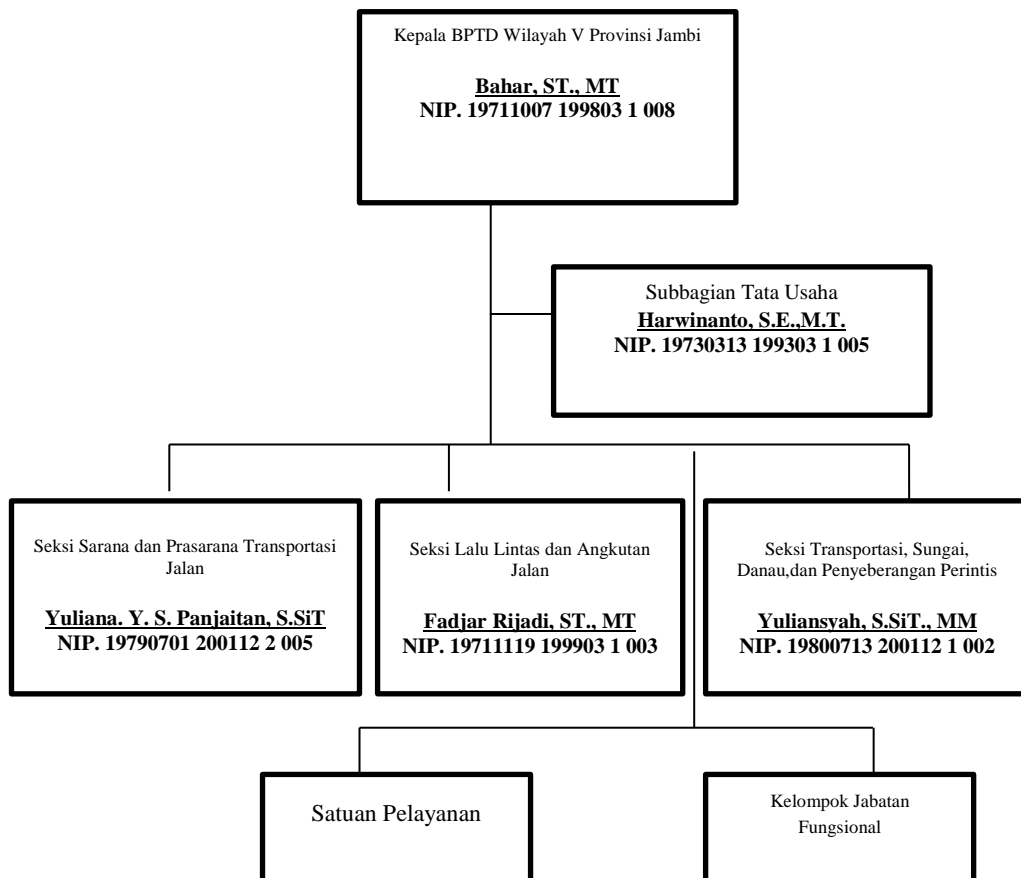 Kepala BPTD Wilayah V Provinsi Jambi
Bahar, ST., MT
NIP. 19711007 199803 1 008
Subbagian Tata Usaha
Harwinanto, S.E.,M.T.
NIP. 19730313 199303 1 005
Seksi Sarana dan Prasarana Transportasi
Jalan
Yuliana. Y. S. Panjaitan, S.SiT
NIP. 19790701 200112 2 005
Seksi Lalu Lintas dan Angkutan
Jalan
Fadjar Rijadi, ST., MT
NIP. 19711119 199903 1 003
Seksi Transportasi, Sungai,
Danau,dan Penyeberangan Perintis
Yuliansyah, S.SiT., MM
NIP. 19800713 200112 1 002
Satuan Pelayanan
Kelompok Jabatan
Fungsional